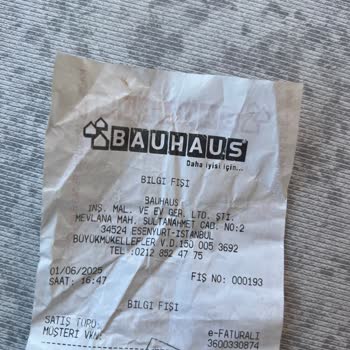 BAUHAUS
Daha iyisi için...
BILGI FIŞI
BAUHAUS
INŞ. MAL. VE EV GER. LTD. ŞTI.
MEVLANA MAH. SULTANAHMET CAD. NO:2
34524 ESENYURT-ISTANBUL
BÜYÜKMÜKELLEFLER V.D.150 005 3692
TEL :0212 852 47 75
01/06/2025 FIŞ NO: 000193
SAAT: 16:47
BILGI FIŞI
SATIŞ TÜRÜ: e-FATURALI
MÜŞTERI VKN: 3600330874